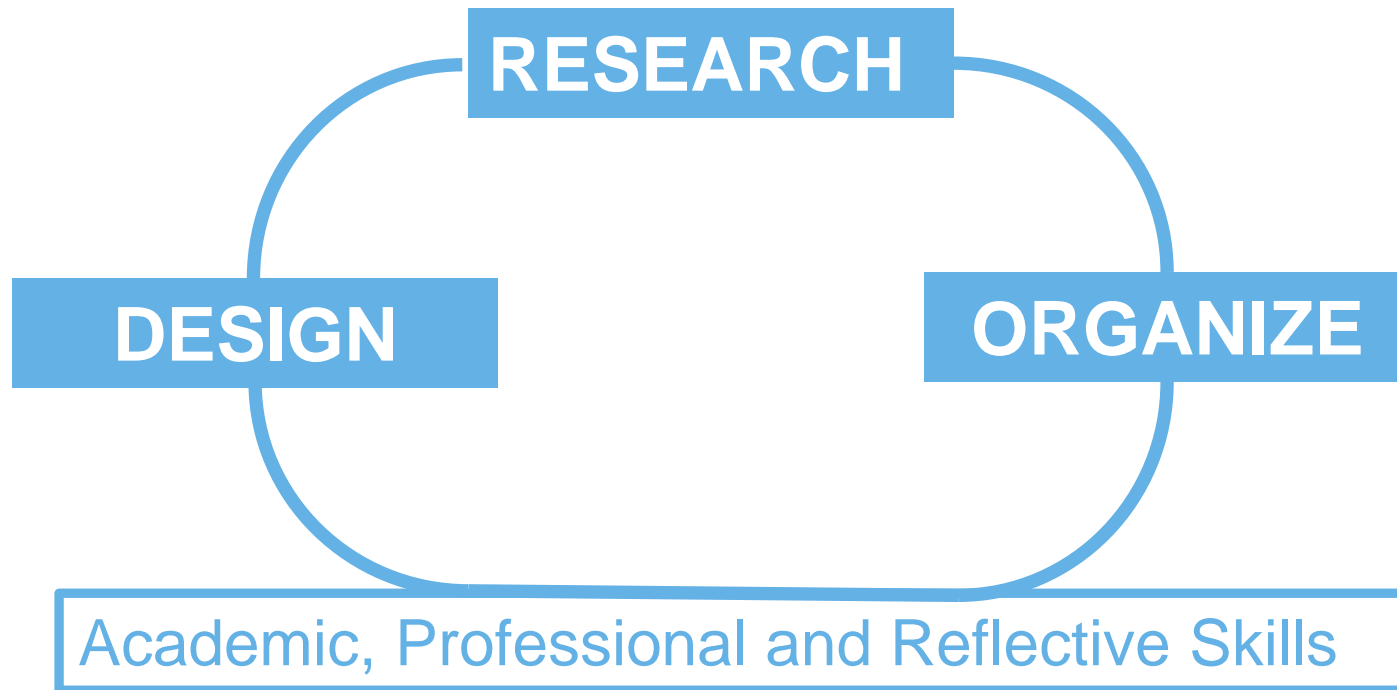 RESEARCH
DESIGN
ORGANIZE
Academic, Professional and Reflective Skills